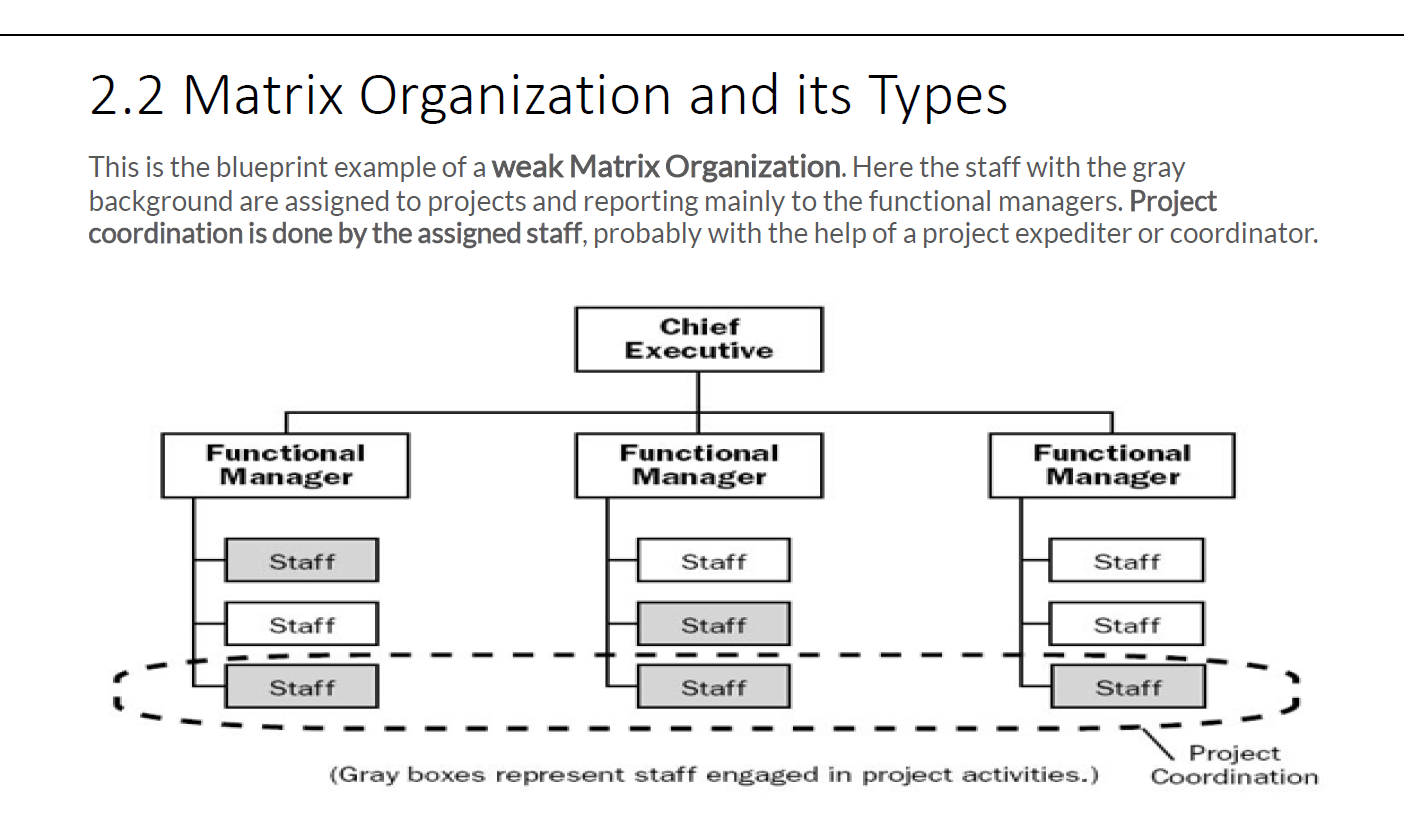 2.2 Matrix Organization and its Types
This is the blueprint example of a weak Matrix Organization. Here the staff with the gray
background are assigned to projects and reporting mainly to the functional managers. Project
coordination is done by the assigned staff, probably with the help of a project expediter or coordinator.
Chief
Executive
Functional
Manager
Functional
Manager
Functional
Manager
Staff
Staff
Staff
Staff
Staff
Staff
Staff
Staff
Staff
Project
Coordination
(Gray boxes represent staff engaged in project activities.)